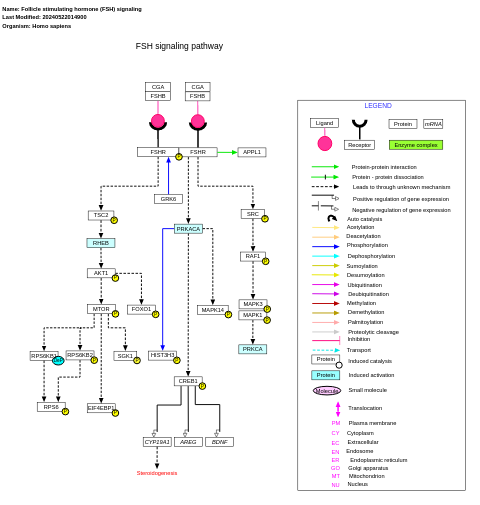 Name: Follicle stimulating hormone (FSH) signaling
Last Modified: 20240522014900
Organism: Homo sapiens
FSH signaling pathway
CGA
CGA
FSHB
FSHB
FSHR
P
FSHR
APPL1
GRK6
TSC2
P
SRC
P
PRKACA
RHEB
RAF1
P
AKT1
P
MTOR
P
FOXO1
P
MAPK14
P
MAPK3
P
MAPK1
P
RPS6KB1
RPS6KB2
P
SGK1
P
HIST3H3
P
PRKCA
CREB1
P
RPS6
P
EIF4EBP1
P
CYP19A1
AREG
BDNF
Steroidogenesis
LEGEND
Ligand
Protein
mRNA
Receptor
Enzyme complex
Protein-protein interaction
Protein - protein dissociation
Leads to through unknown mechanism
Positive regulation of gene expression
Negative regulation of gene expression
Auto catalysis
Acetylation
Deacetylation
Phosphorylation
Dephosphorylation
Sumoylation
Desumoylation
Ubiquitination
Deubiquitination
Methylation
Demethylation
Palmitoylation
Proteolytic cleavage
Inhibition
Transport
Protein
Induced catalysis
Protein
Induced activation
Molecule
Small molecule
Translocation
PM Plasma membrane
CY Cytoplasm
EC Extracellular
EN Endosome
ER Endoplasmic reticulum
GO Golgi apparatus
MT Mitochondrion
NU Nucleus